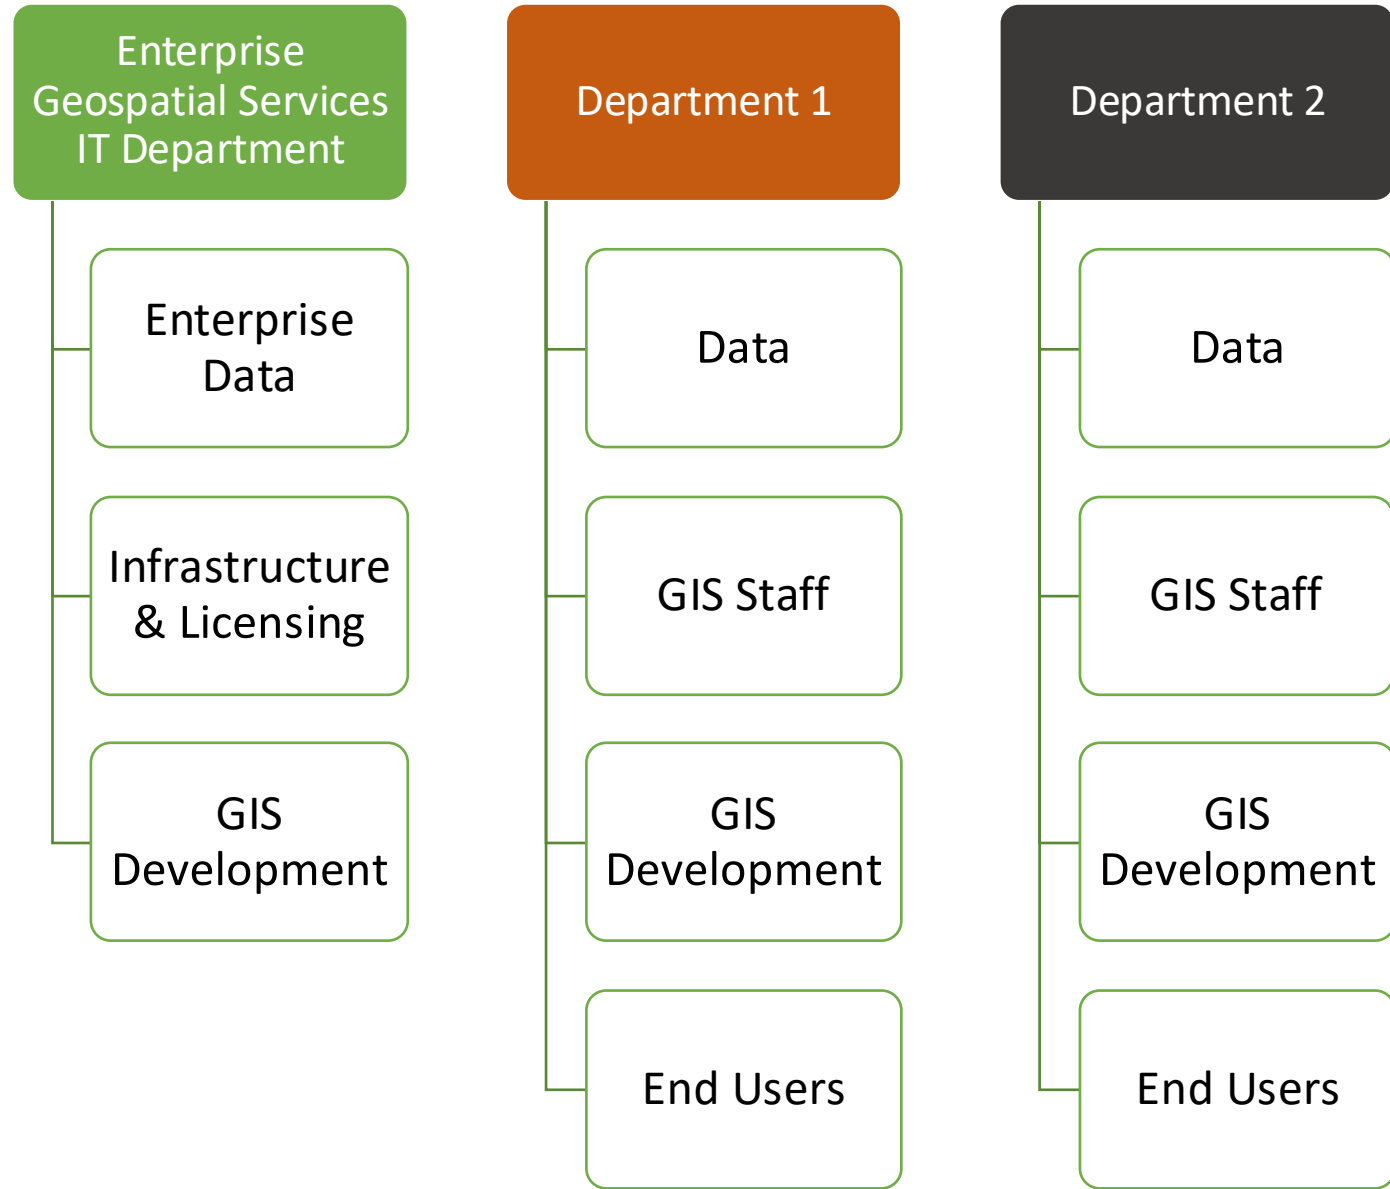 Enterprise
Geospatial Services
IT Department
Enterprise
Data
Infrastructure
& Licensing
GIS
Development
Department 1
Data
GIS Staff
GIS
Development
End Users
Department 2
Data
GIS Staff
GIS
Development
End Users